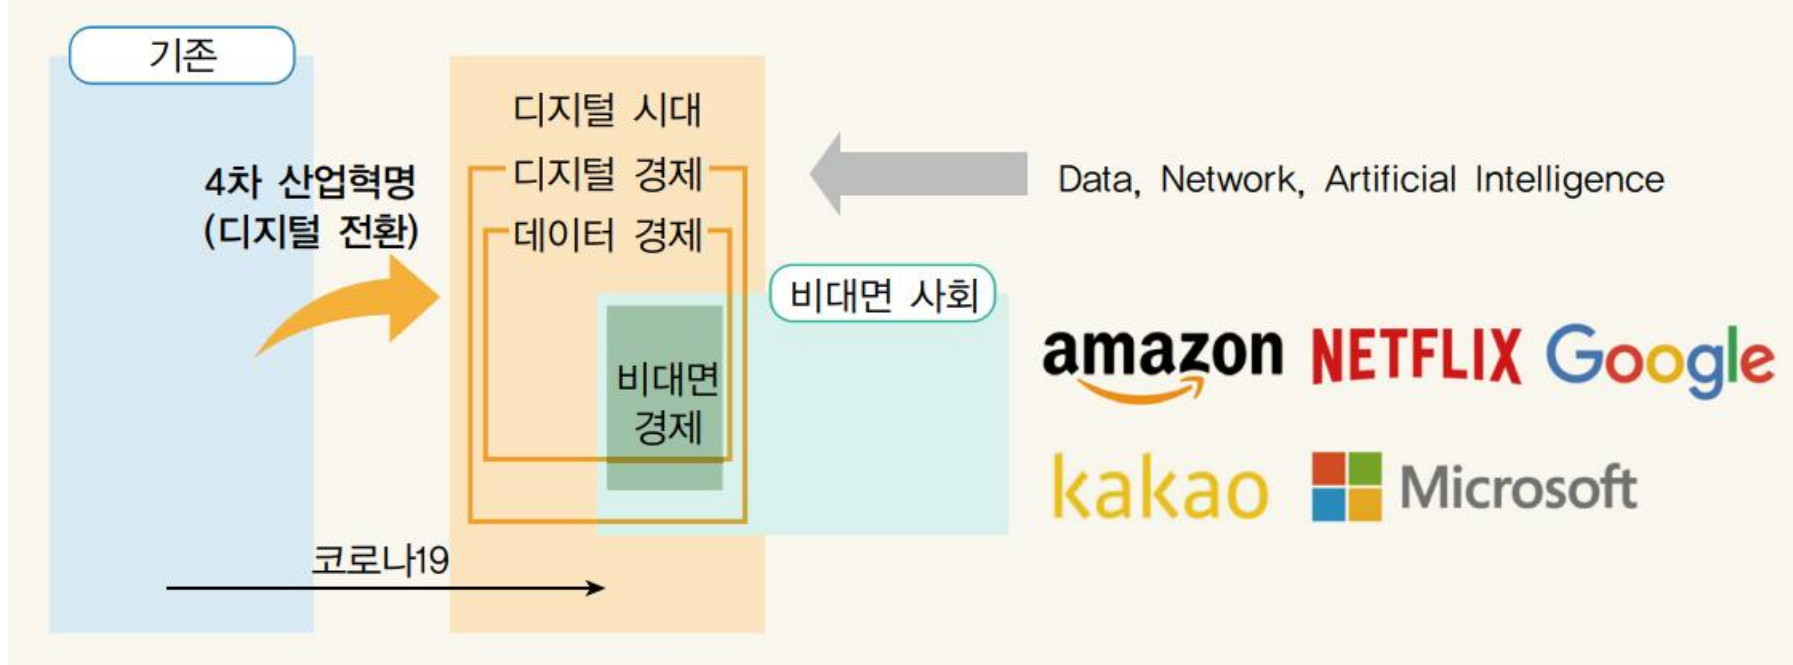 기존
디지털 시대
4차 산업혁명
(디지털 전환)
디지털 경제
데이터 경제
Data, Network, Artificial Intelligence
비대면 사회
비대면
경제
amazon NETFLIX Google
kakao Microsoft
코로나19